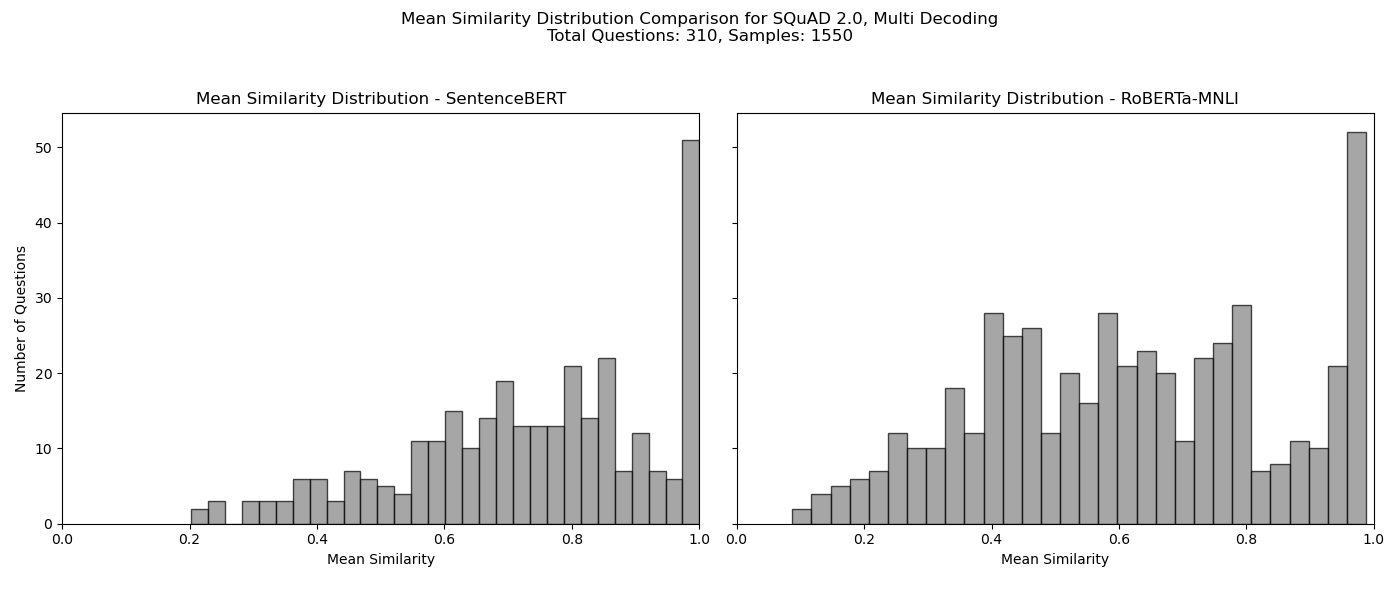 Mean Similarity Distribution Comparison for SQuAD 2.0, Multi Decoding
Total Questions: 310, Samples: 1550
Mean Similarity Distribution - SentenceBERT
Number of Questions
50
40
30
20
10
0
0.0 0.2 0.4 0.6 0.8 1.0
Mean Similarity
Mean Similarity Distribution - RoBERTa-MNLI
0.0 0.2 0.4 0.6 0.8 1.0
Mean Similarity